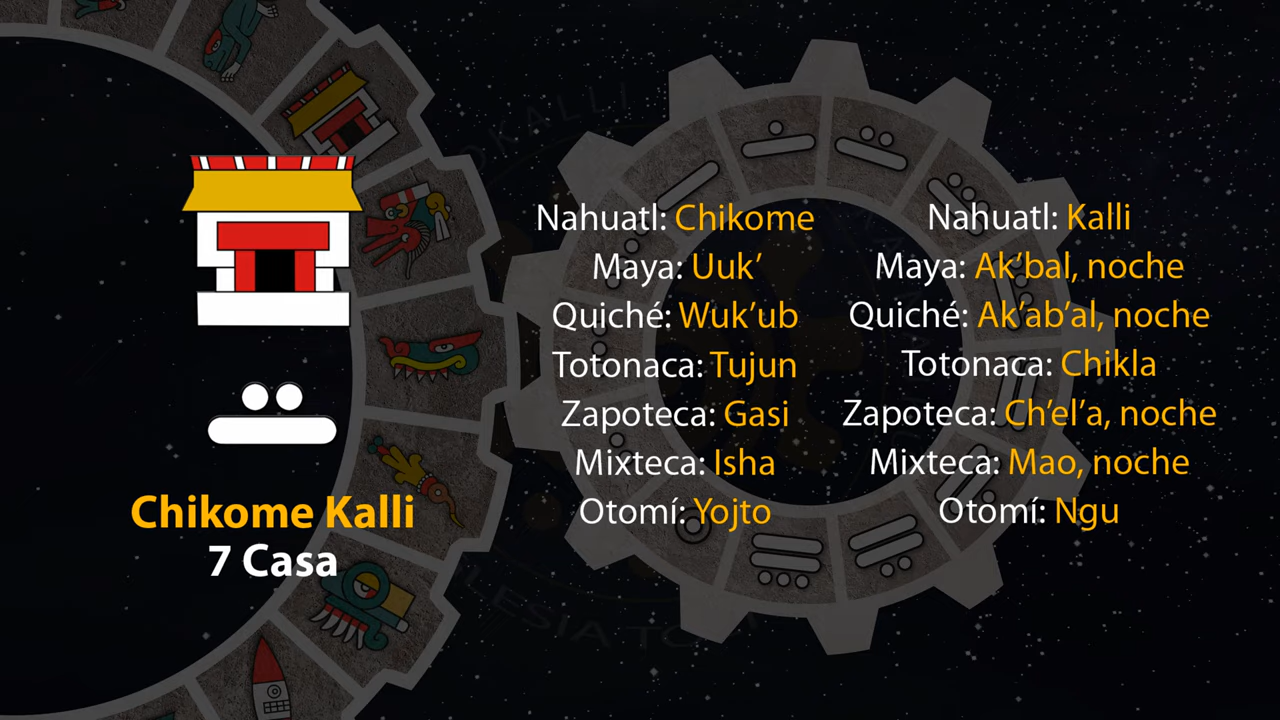 Chikome Kalli
7 Casa
Nahuatl: Chikome
Maya: Uuk’
Quiché: Wuk’ub
Totonaca: Tujun
Zapoteca: Gasi
Mixteca: Isha
Otomí: Yojto
Nahuatl: Kalli
Maya: Ak’bal, noche
Quiché: Ak’ab’al, noche
Totonaca: Chikla
Zapoteca: Ch’el’a, noche
Mixteca: Mao, noche
Otomí: Ngu